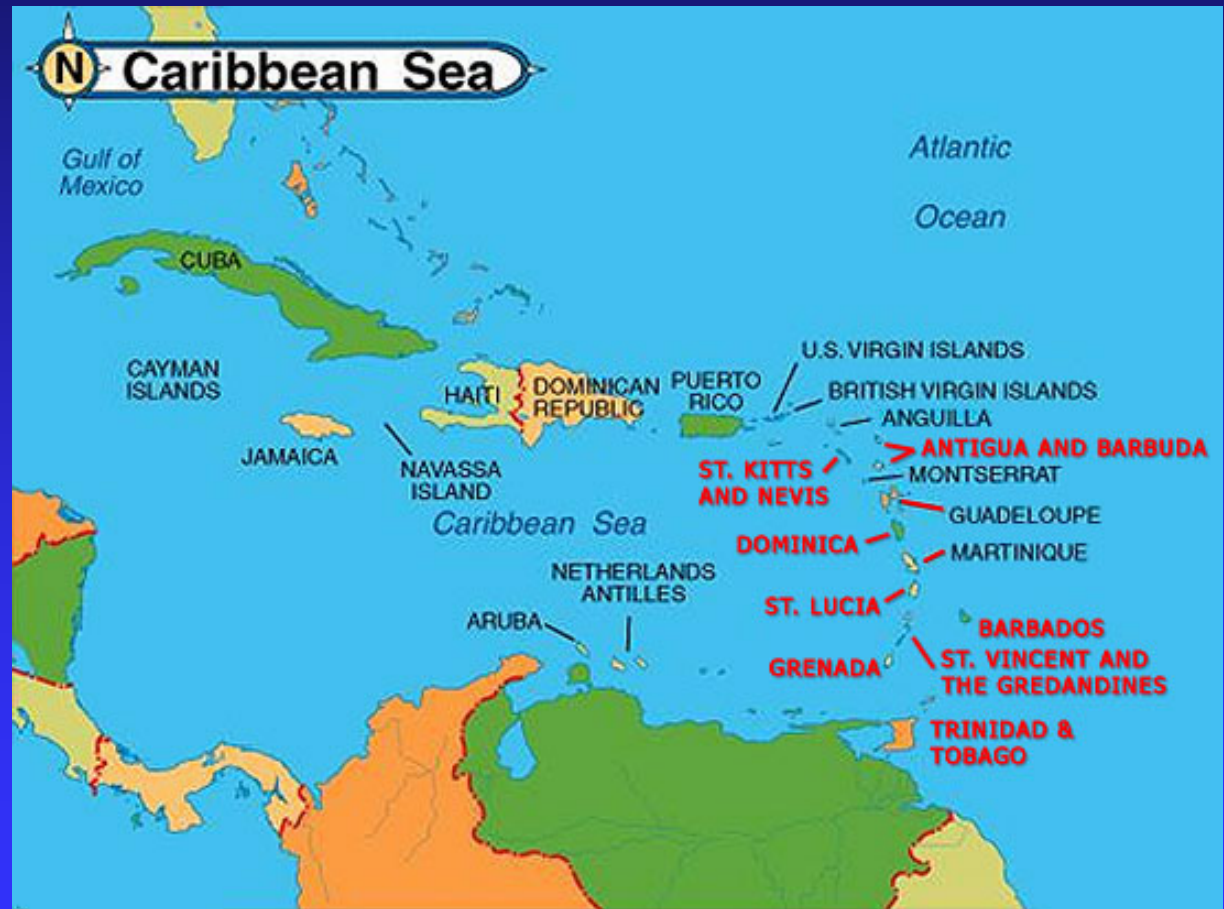 N Caribbean Sea
Gulf of
Mexico
Atlantic
Ocean
CUBA
CAYMAN
ISLANDS
JAMAICA
NAVASSA
ISLAND
HAITI
DOMINICAN
REPUBLIC
PUERTO
RICO
U.S. VIRGIN ISLANDS
BRITISH VIRGIN ISLANDS
ANGUILLA
ANTIGUA AND BARBUDA
ST. KITTS
AND NEVIS
MONTSERRAT
GUADELOUPE
Caribbean Sea
DOMINICA
MARTINIQUE
NETHERLANDS
ANTILLES
ST. LUCIA
ARUBA
BARBADOS
GRENADA
ST. VINCENT AND
THE GREDANDINES
TRINIDAD &
TOBAGO